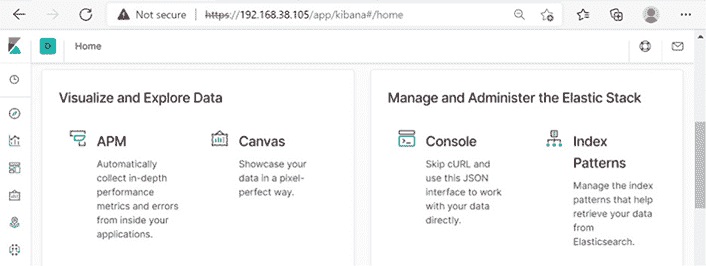 Not secure https://192.168.38.105/app/kibana#/home
D Home
Visualize and Explore Data
APM
Automatically
collect in-depth
performance
metrics and errors
from inside your
applications.
Canvas
Showcase your
data in a pixel-
perfect way.
Manage and Administer the Elastic Stack
Console
Skip cURL and
use this JSON
interface to work
with your data
directly.
Index
Patterns
Manage the index
patterns that help
retrieve your data
from
Elasticsearch.